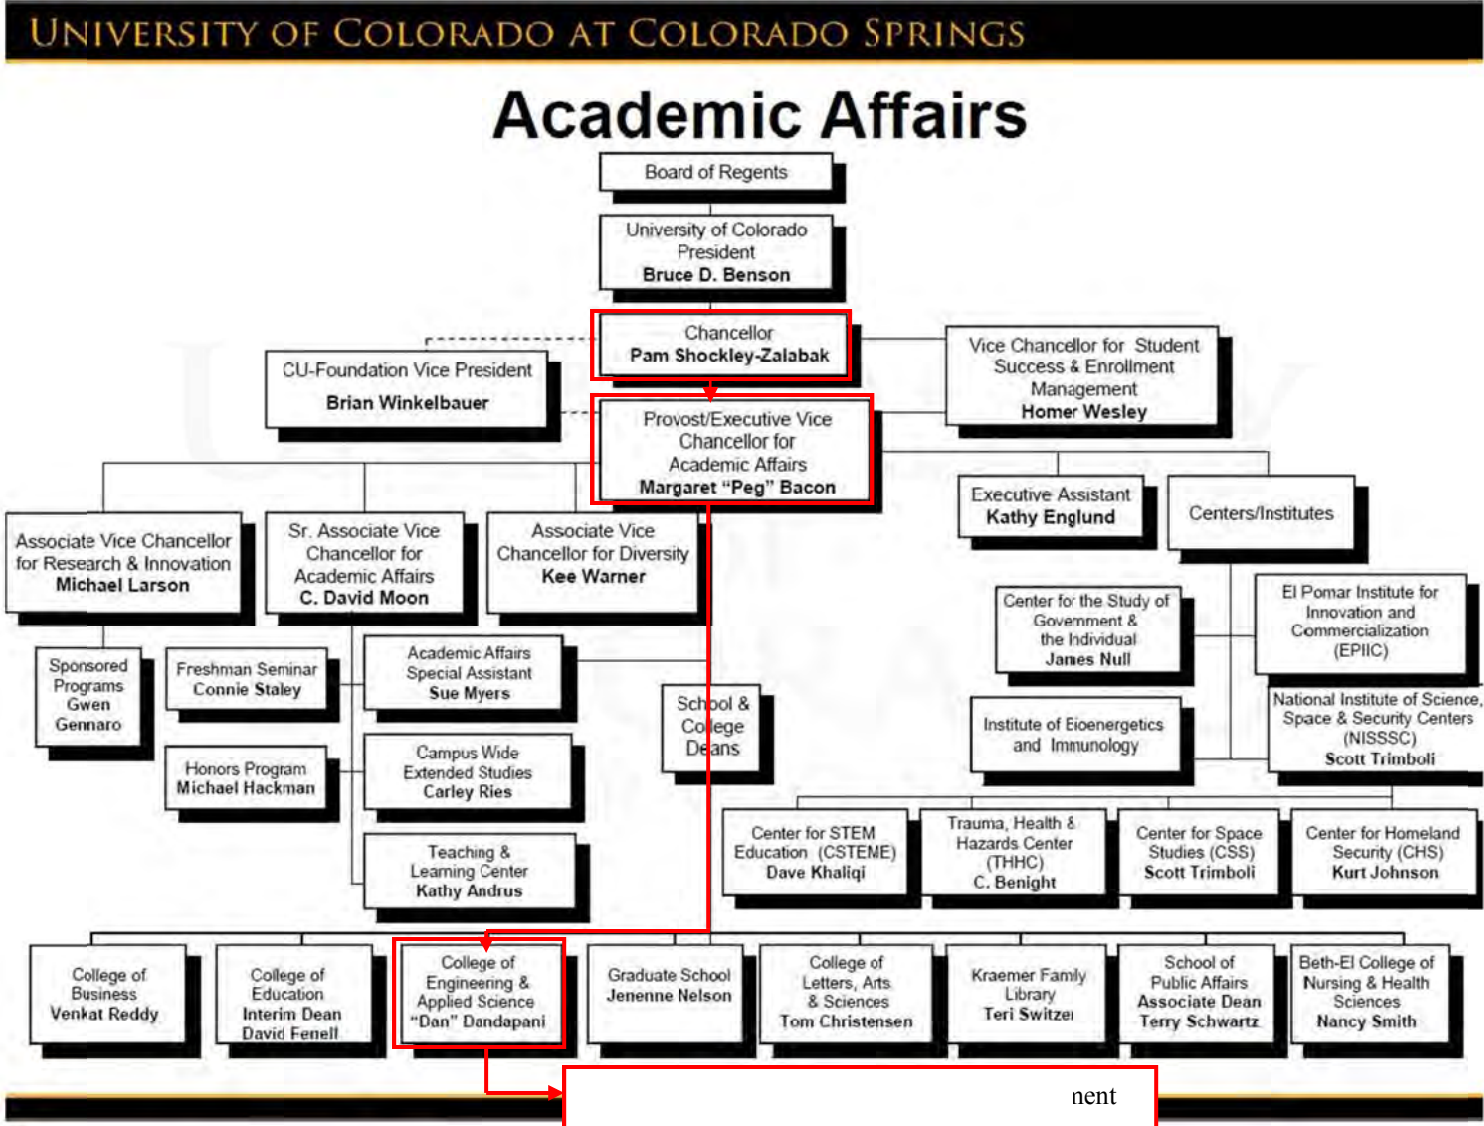 UNIVERSITY OF COLORADO AT COLORADO SPRINGS
Academic Affairs
Board of Regents
University of Colorado
President
Bruce D. Benson
Chancellor
Pam Shockley-Zalabak
CU-Foundation Vice President
Brian Winkelbauer
Vice Chancellor for Student
Success & Enrollment
Management
Homer Wesley
Provost/Executive Vice
Chancellor for
Academic Affairs
Margaret “Peg” Bacon
Executive Assistant
Kathy Englund
Centers/Institutes
Associate Vice Chancellor
for Research & Innovation
Michael Larson
Sr. Associate Vice
Chancellor for
Academic Affairs
C. David Moon
Associate Vice
Chancellor for Diversity
Kee Warner
Center for the Study of
Government &
the Individual
James Null
El Pomar Institute for
Innovation and
Commercialization
(EPIIC)
Sponsored
Programs
Gwen
Gennaro
Freshman Seminar
Connie Staley
Academic Affairs
Special Assistant
Sue Myers
School &
College
Deans
Institute of Bioenergetics
and Immunology
National Institute of Science,
Space & Security Centers
(NISSSC)
Scott Trimboli
Honors Program
Michael Hackman
Campus Wide
Extended Studies
Carley Ries
Teaching &
Learning Center
Kathy Andrus
Center for STEM
Education (CSTEME)
Dave Khaliqi
Trauma, Health &
Hazards Center
(THHC)
C. Benight
Center for Space
Studies (CSS)
Scott Trimboli
Center for Homeland
Security (CHS)
Kurt Johnson
College of
Business
Venkat Reddy
College of
Education
Interim Dean
David Fenell
College of
Engineering &
Applied Science
“Dan” Dandapani
Graduate School
Jenenne Nelson
College of
Letters, Arts
& Sciences
Tom Christensen
Kraemer Family
Library
Teri Switzer
School of
Public Affairs
Associate Dean
Terry Schwartz
Beth-El College of
Nursing & Health
Sciences
Nancy Smith